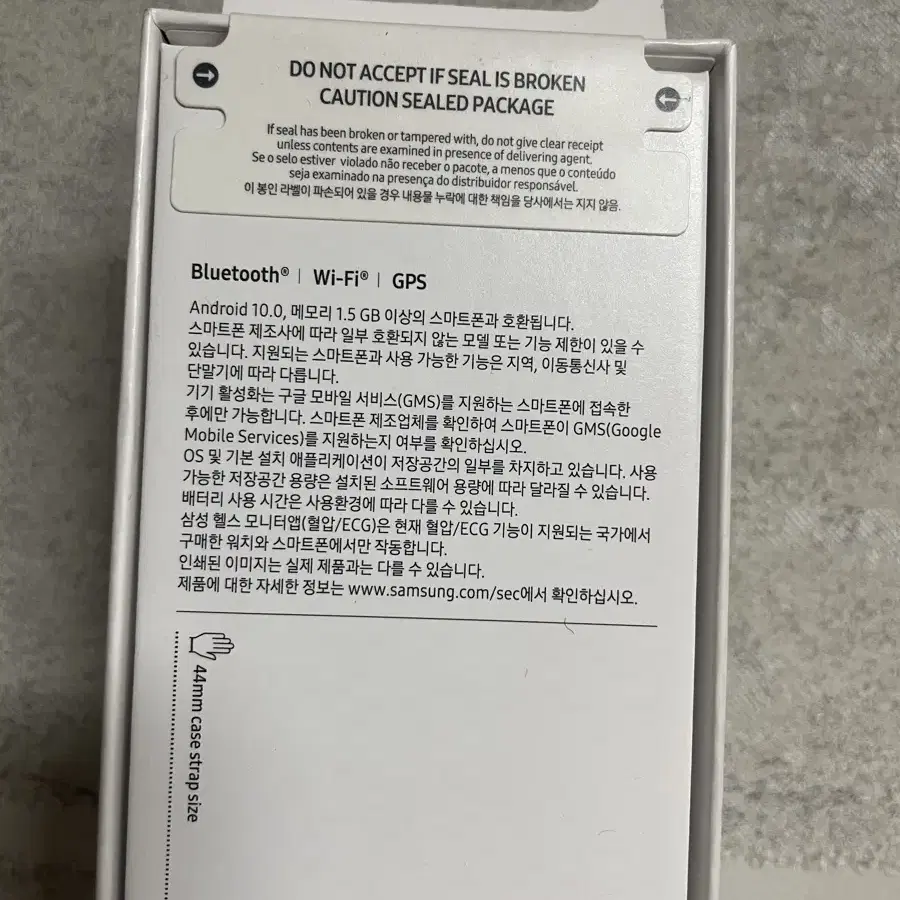 DO NOT ACCEPT IF SEAL IS BROKEN
CAUTION SEALED PACKAGE
If seal has been broken or tampered with, do not give clear receipt
unless contents are examined in presence of delivering agent.
Se o selo estiver violado não receber o pacote, a menos que o conteúdo
seja examinado na presença do distribuidor responsável.
이 봉인 라벨이 파손되어 있을 경우 내용물 누락에 대한 책임을 당사에서는 지지 않음.
Bluetooth® | Wi-Fi® | GPS
Android 10.0, 메모리 1.5 GB 이상의 스마트폰과 호환됩니다.
스마트폰 제조사에 따라 일부 호환되지 않는 모델 또는 기능 제한이 있을 수
있습니다. 지원되는 스마트폰과 사용 가능한 기능은 지역, 이동통신사 및
단말기에 따라 다릅니다.
기기 활성화는 구글 모바일 서비스(GMS)를 지원하는 스마트폰에 접속한
후에만 가능합니다. 스마트폰 제조업체를 확인하여 스마트폰이 GMS(Google
Mobile Services)를 지원하는지 여부를 확인하십시오.
OS 및 기본 설치 애플리케이션이 저장공간의 일부를 차지하고 있습니다. 사용
가능한 저장공간 용량은 설치된 소프트웨어 용량에 따라 달라질 수 있습니다.
배터리 사용 시간은 사용환경에 따라 다를 수 있습니다.
삼성 헬스 모니터앱(혈압/ECG)은 현재 혈압/ECG 기능이 지원되는 국가에서
구매한 워치와 스마트폰에서만 작동합니다.
인쇄된 이미지는 실제 제품과는 다를 수 있습니다.
제품에 대한 자세한 정보는 www.samsung.com/sec에서 확인하십시오.
44mm case strap size